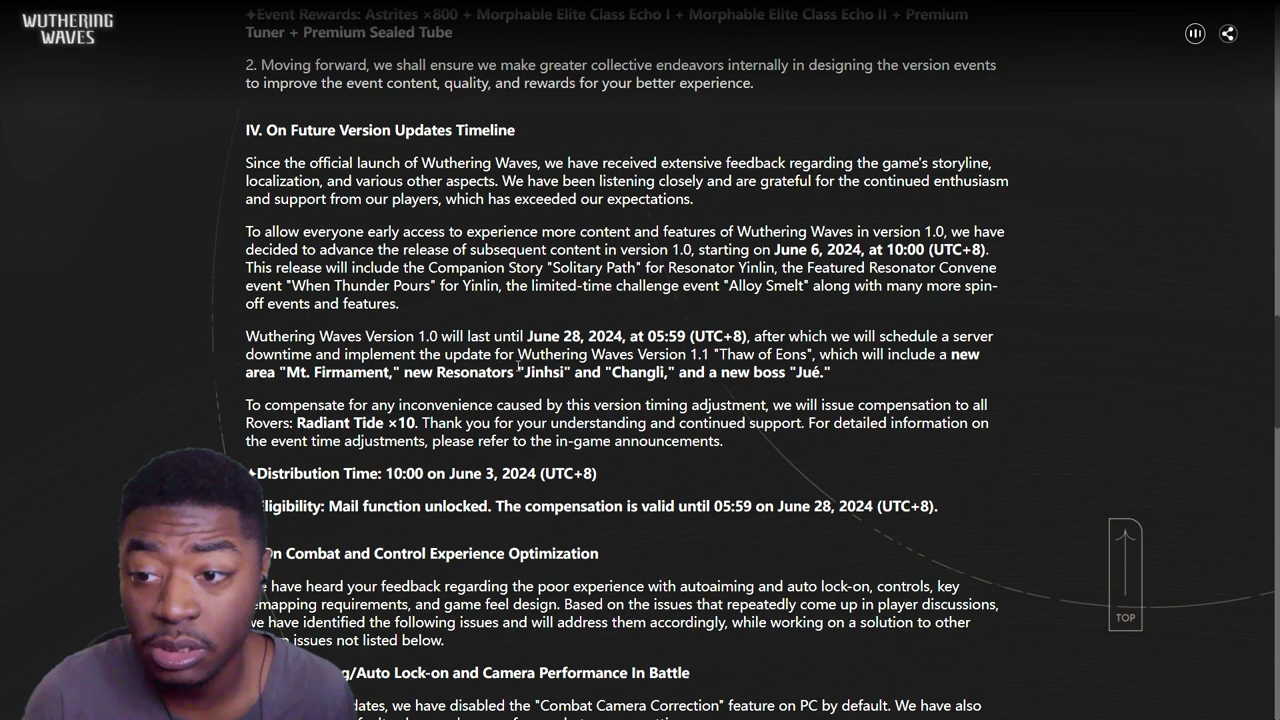 WUTHERING
WAVES
✦Event Rewards: Astrites ×800 + Morphable Elite Class Echo I + Morphable Elite Class Echo II + Premium
Tuner + Premium Sealed Tube
2. Moving forward, we shall ensure we make greater collective endeavors internally in designing the version events
to improve the event content, quality, and rewards for your better experience.
IV. On Future Version Updates Timeline
Since the official launch of Wuthering Waves, we have received extensive feedback regarding the game's storyline,
localization, and various other aspects. We have been listening closely and are grateful for the continued enthusiasm
and support from our players, which has exceeded our expectations.
To allow everyone early access to experience more content and features of Wuthering Waves in version 1.0, we have
decided to advance the release of subsequent content in version 1.0, starting on June 6, 2024, at 10:00 (UTC+8).
This release will include the Companion Story "Solitary Path" for Resonator Yinlin, the Featured Resonator Convene
event "When Thunder Pours" for Yinlin, the limited-time challenge event "Alloy Smelt" along with many more spin-
off events and features.
Wuthering Waves Version 1.0 will last until June 28, 2024, at 05:59 (UTC+8), after which we will schedule a server
downtime and implement the update for Wuthering Waves Version 1.1 "Thaw of Eons", which will include a new
area "Mt. Firmament," new Resonators "Jinhsi" and "Changli," and a new boss "Jué."
To compensate for any inconvenience caused by this version timing adjustment, we will issue compensation to all
Rovers: Radiant Tide ×10. Thank you for your understanding and continued support. For detailed information on
the event time adjustments, please refer to the in-game announcements.
✦Distribution Time: 10:00 on June 3, 2024 (UTC+8)
ligibility: Mail function unlocked. The compensation is valid until 05:59 on June 28, 2024 (UTC+8).
On Combat and Control Experience Optimization
have heard your feedback regarding the poor experience with autoaiming and auto lock-on, controls, key
emapping requirements, and game feel design. Based on the issues that repeatedly come up in player discussions,
we have identified the following issues and will address them accordingly, while working on a solution to other
issues not listed below.
g/Auto Lock-on and Camera Performance In Battle
dates, we have disabled the "Combat Camera Correction" feature on PC by default. We have also
TOP